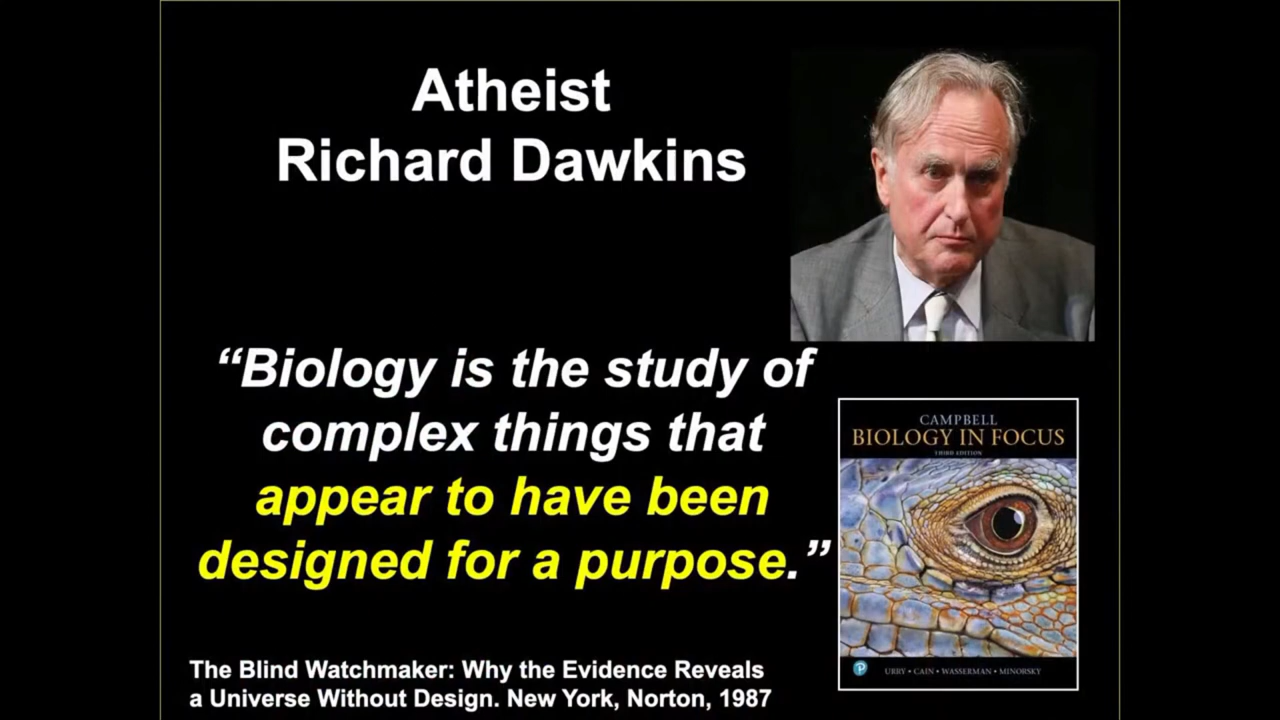 Atheist
Richard Dawkins
“Biology is the study of
complex things that
appear to have been
designed for a purpose.”
The Blind Watchmaker: Why the Evidence Reveals
a Universe Without Design. New York, Norton, 1987
CAMPBELL
BIOLOGY IN FOCUS
THIRD EDITION
P
URRY • CAIN • WASSERMAN • MINORSKY